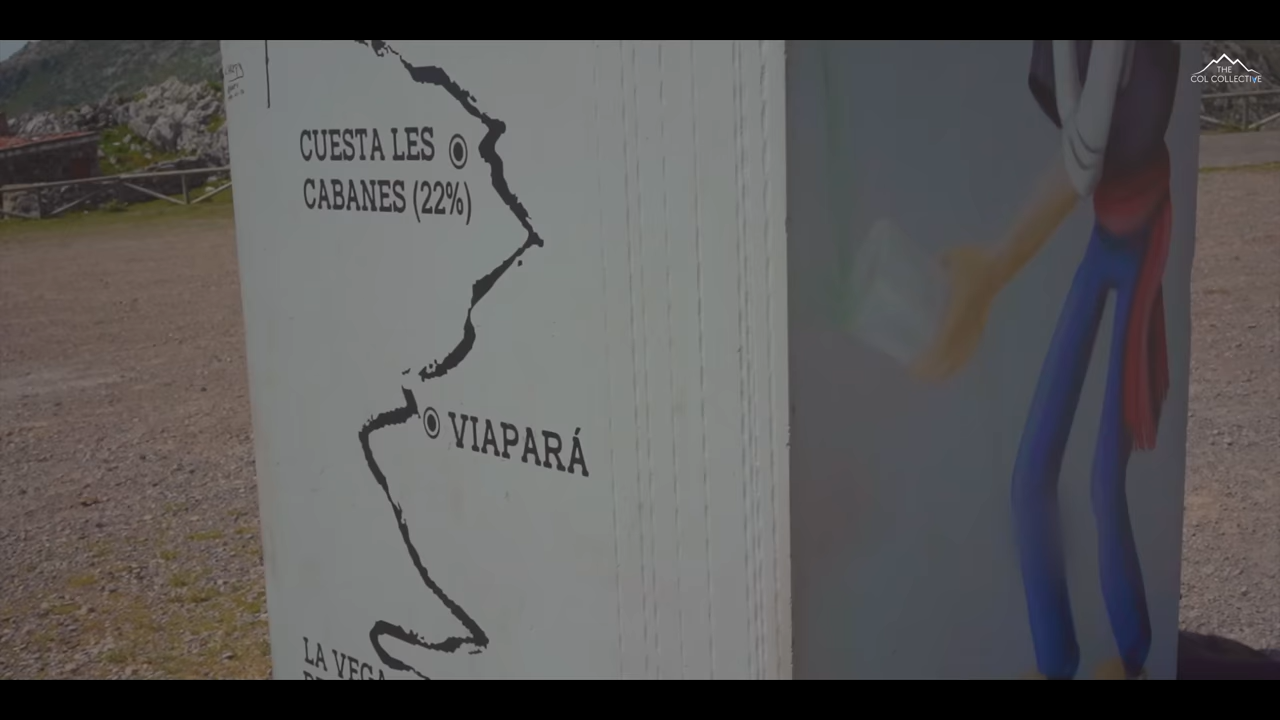 THE
COL COLLECTIVE
CUESTA LES
CABANES (22%)
VIAPARÁ
LA VEGA